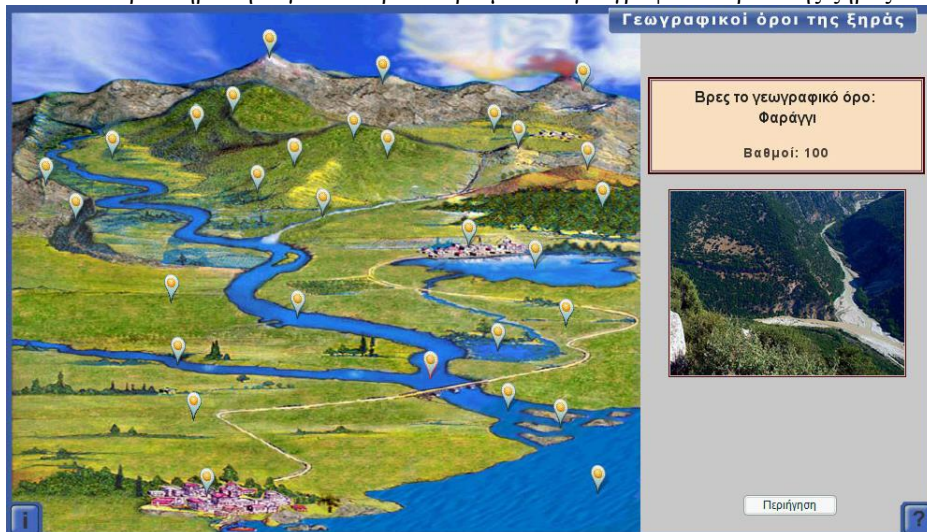 Γεωγραφικοί όροι της ξηράς
Βρες το γεωγραφικό όρο:
Φαράγγι
Βαθμοί: 100
Περιήγηση
i
?